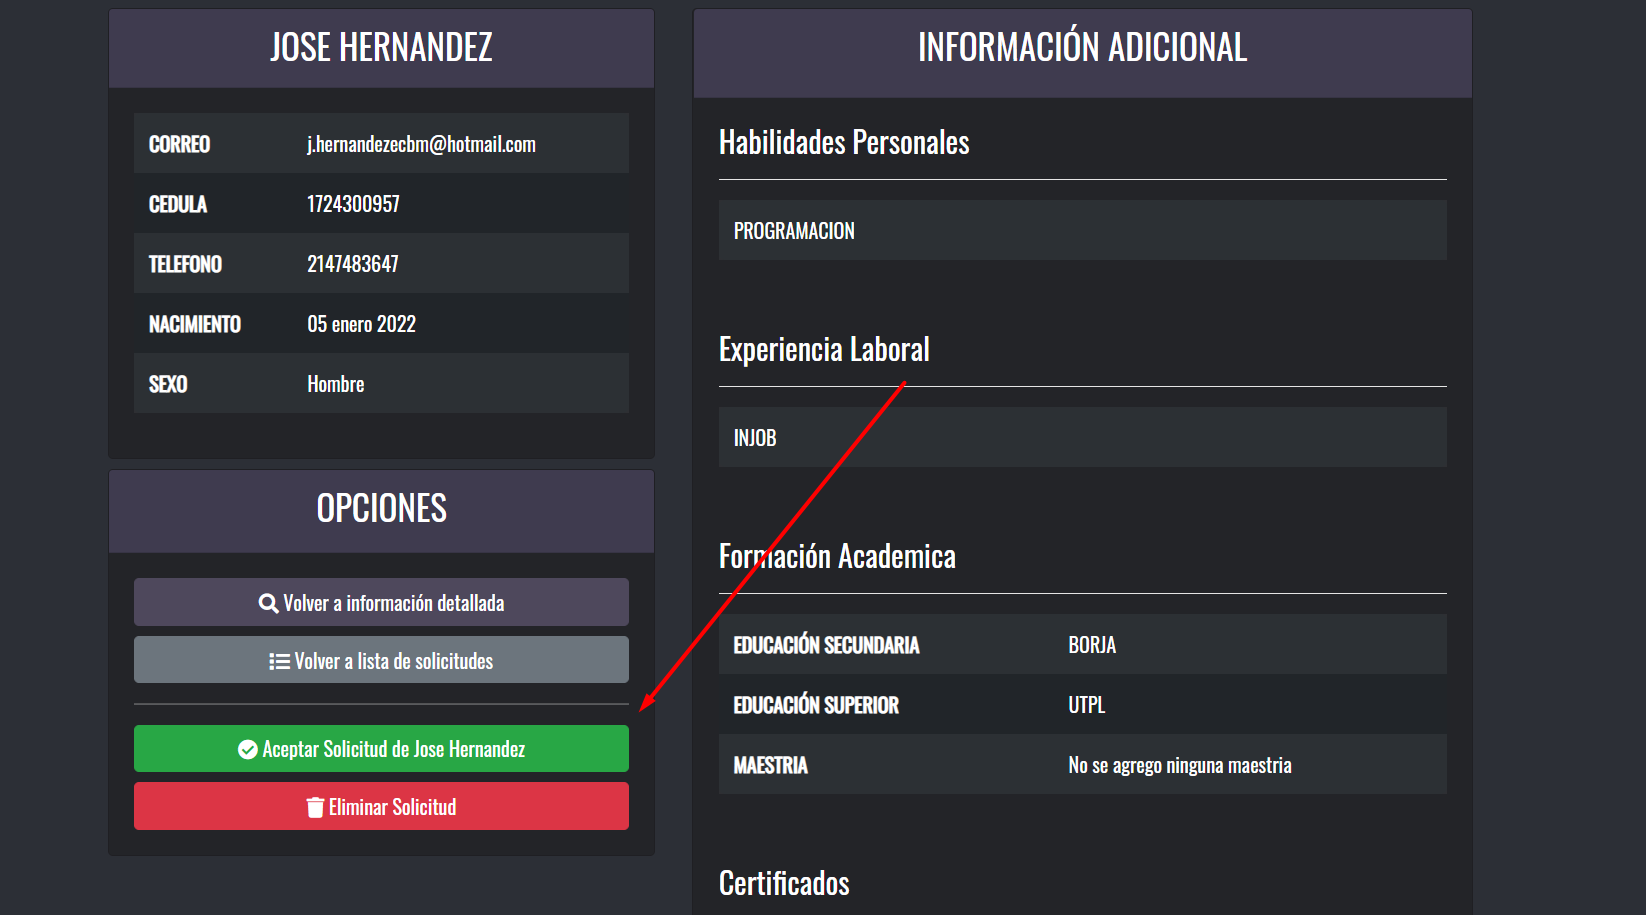 JOSE HERNANDEZ
CORREO j.hernandezecbm@hotmail.com
CEDULA 1724300957
TELEFONO 2147483647
NACIMIENTO 05 enero 2022
SEXO Hombre
OPCIONES
Volver a información detallada
Volver a lista de solicitudes
Aceptar Solicitud de Jose Hernandez
Eliminar Solicitud
INFORMACIÓN ADICIONAL
Habilidades Personales
PROGRAMACION
Experiencia Laboral
INJOB
Formación Academica
EDUCACIÓN SECUNDARIA BORJA
EDUCACIÓN SUPERIOR UTPL
MAESTRIA No se agrego ninguna maestria
Certificados